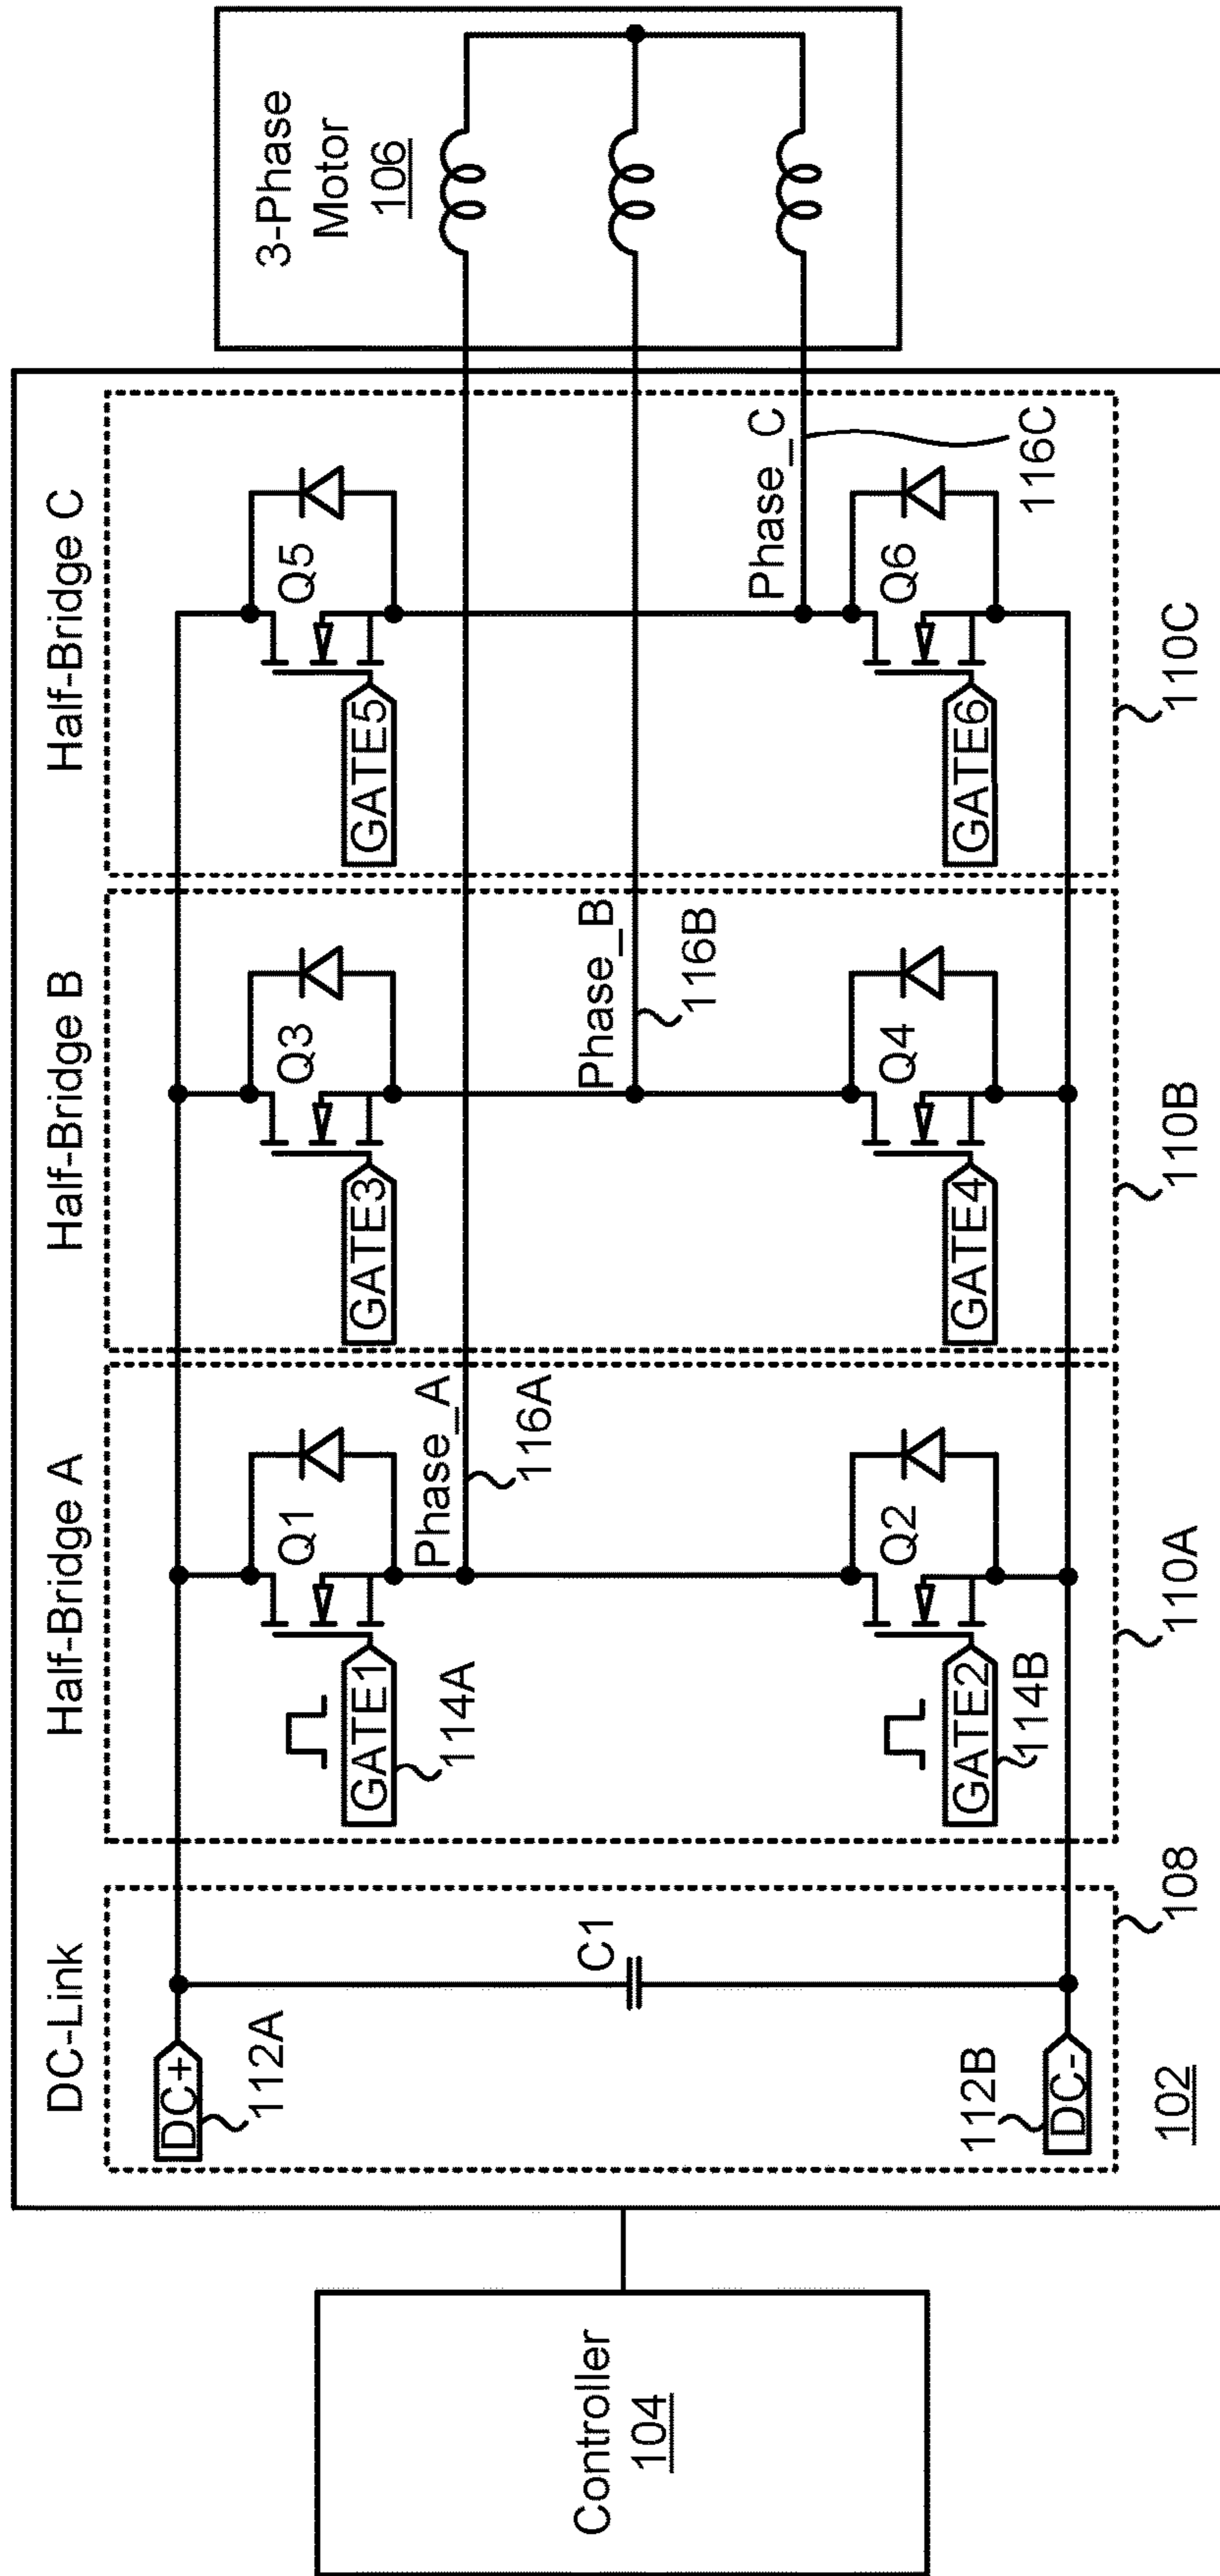 Controller
104
DC-Link
DC+
112A
C1
112B
DC-
102
108
Half-Bridge A
Q1
GATE1
114A
Phase_A
116A
Q2
GATE2
114B
110A
Half-Bridge B
Q3
GATE3
Phase_B
116B
Q4
GATE4
110B
Half-Bridge C
Q5
GATE5
Phase_C
116C
Q6
GATE6
110C
3-Phase
Motor
106